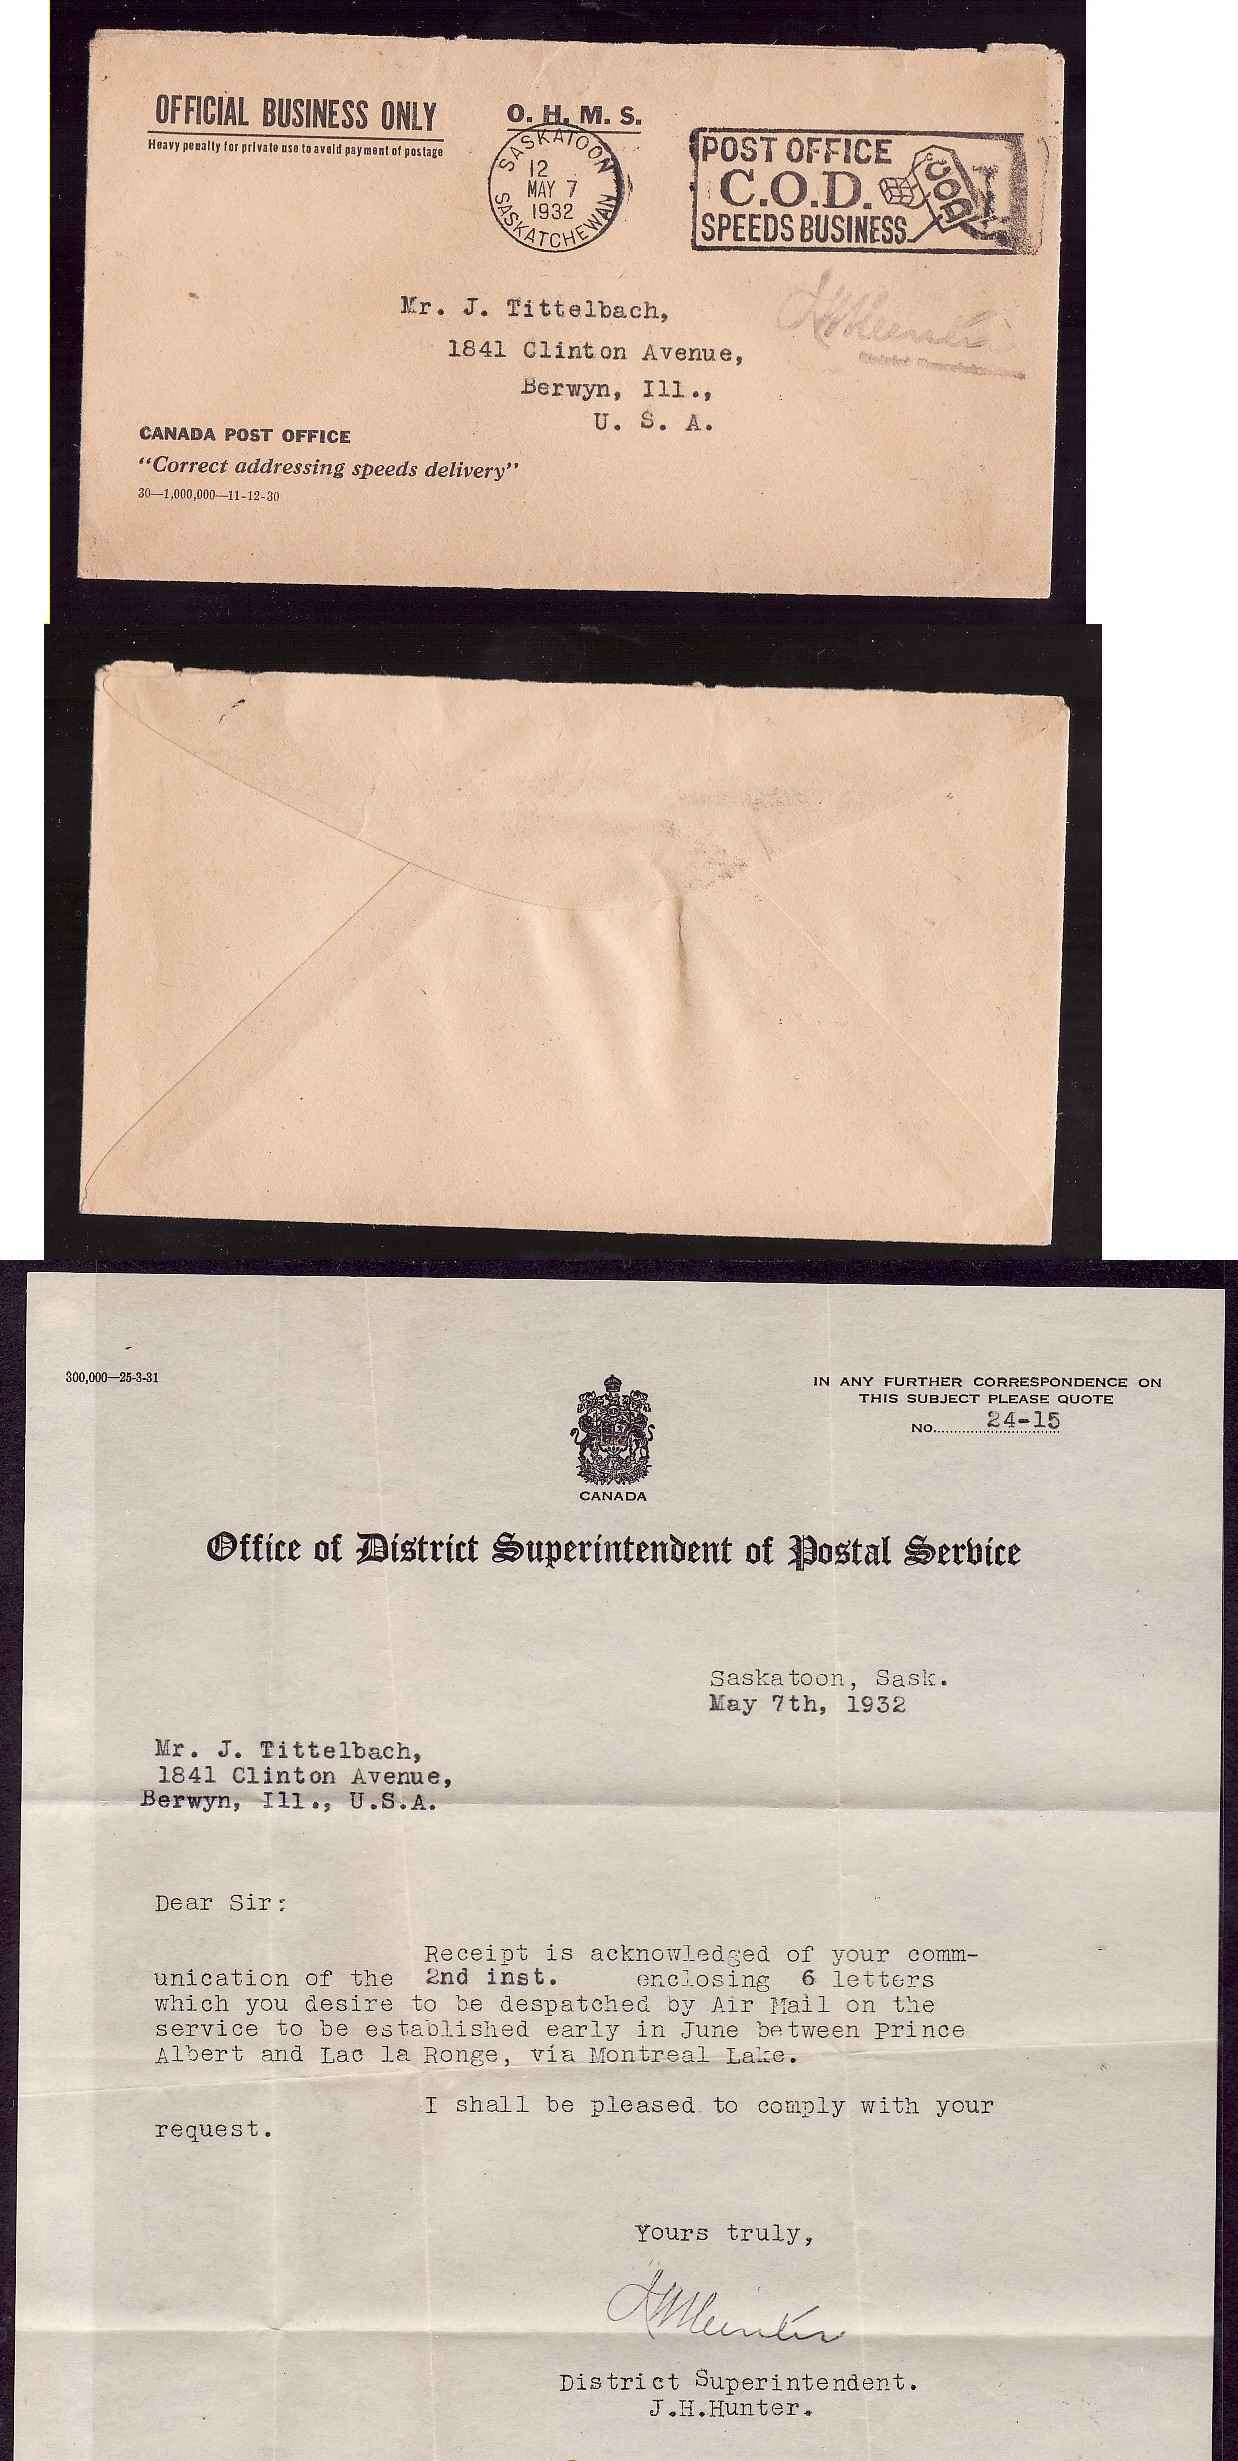 OFFICIAL BUSINESS ONLY
Heavy penalty for private use to avoid payment of postage
O. H. M. S.
SASKATOON
12
MAY 7
1932
SASKATCHEWAN
POST OFFICE
C.O.D.
SPEEDS BUSINESS
COD
Mr. J. Tittelbach,
1841 Clinton Avenue,
Berwyn, Ill.,
U. S. A.
CANADA POST OFFICE
"Correct addressing speeds delivery"
30—1,000,000—11-12-30
300,000—25-3-31
CANADA
IN ANY FURTHER CORRESPONDENCE ON
THIS SUBJECT PLEASE QUOTE
NO. 24-15
Office of District Superintendent of Postal Service
Saskatoon, Sask.
May 7th, 1932
Mr. J. Tittelbach,
1841 Clinton Avenue,
Berwyn, Ill., U.S.A.
Dear Sir:
Receipt is acknowledged of your comm-
unication of the 2nd inst. enclosing 6 letters
which you desire to be despatched by Air Mail on the
service to be established early in June between Prince
Albert and Lac la Ronge, via Montreal Lake.
I shall be pleased to comply with your
request.
Yours truly,
J H Hunter
District Superintendent.
J.H.Hunter.